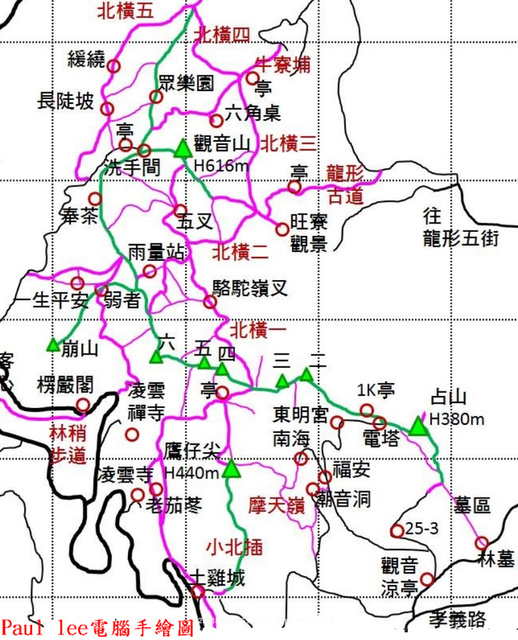 北橫五
北橫四
緩繞
牛寮埔
亭
眾樂園
長陡坡
六角桌
亭
觀音山
H616m
北橫三
洗手間
亭
龍形
古道
奉茶
五叉
旺寮
觀景
往
龍形五街
北橫二
雨量站
一生平安
弱者
駱駝嶺叉
北橫一
崩山
六
五
四
三
二
客
心
楞嚴閣
凌雲
禪寺
亭
1K亭
占山
H380m
東明宮
電塔
南海
林稍
步道
鷹仔尖
H440m
凌雲寺
老茄苳
福安
潮音洞
摩天嶺
墓區
小北插
25-3
林墓
觀音
涼亭
土雞城
孝義路
Paul lee電腦手繪圖